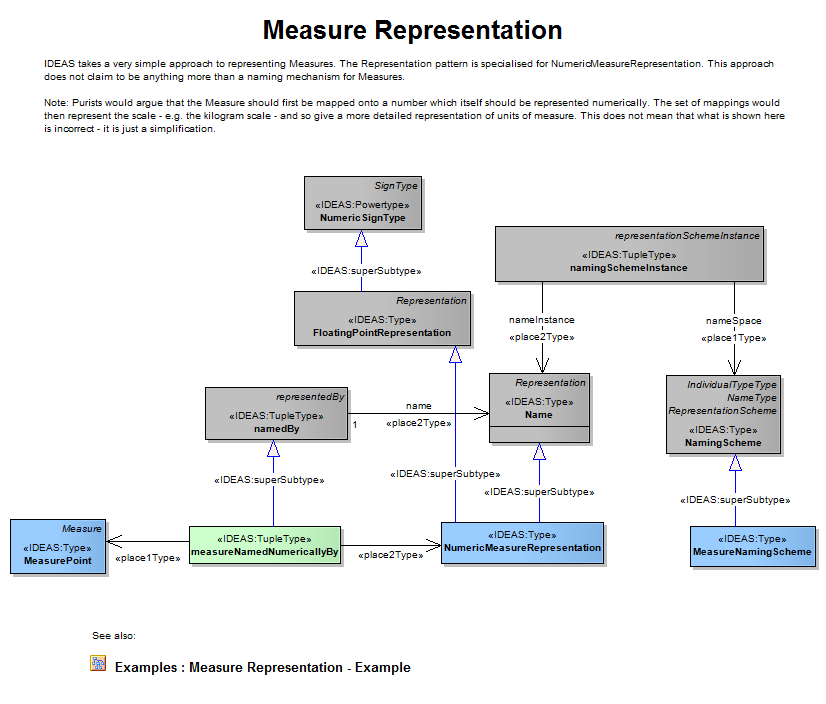 Measure Representation
IDEAS takes a very simple approach to representing Measures. The Representation pattern is specialised for NumericMeasureRepresentation. This approach
does not claim to be anything more than a naming mechanism for Measures.
Note: Purists would argue that the Measure should first be mapped onto a number which itself should be represented numerically. The set of mappings would
then represent the scale - e.g. the kilogram scale - and so give a more detailed representation of units of measure. This does not mean that what is shown here
is incorrect - it is just a simplification.
SignType
«IDEAS:Powertype»
NumericSignType
representationSchemeInstance
«IDEAS:TupleType»
namingSchemeInstance
«IDEAS:superSubtype»
Representation
«IDEAS:Type»
FloatingPointRepresentation
nameInstance
«place2Type»
nameSpace
«place1Type»
representedBy
«IDEAS:TupleType»
namedBy
name
«place2Type»
1
Representation
«IDEAS:Type»
Name
IndividualTypeType
NameType
RepresentationScheme
«IDEAS:Type»
NamingScheme
«IDEAS:superSubtype»
«IDEAS:superSubtype»
«IDEAS:superSubtype»
«IDEAS:superSubtype»
Measure
«IDEAS:Type»
MeasurePoint
«place1Type»
«IDEAS:TupleType»
measureNamedNumericallyBy
«place2Type»
«IDEAS:Type»
NumericMeasureRepresentation
«IDEAS:Type»
MeasureNamingScheme
See also:
Examples : Measure Representation - Example